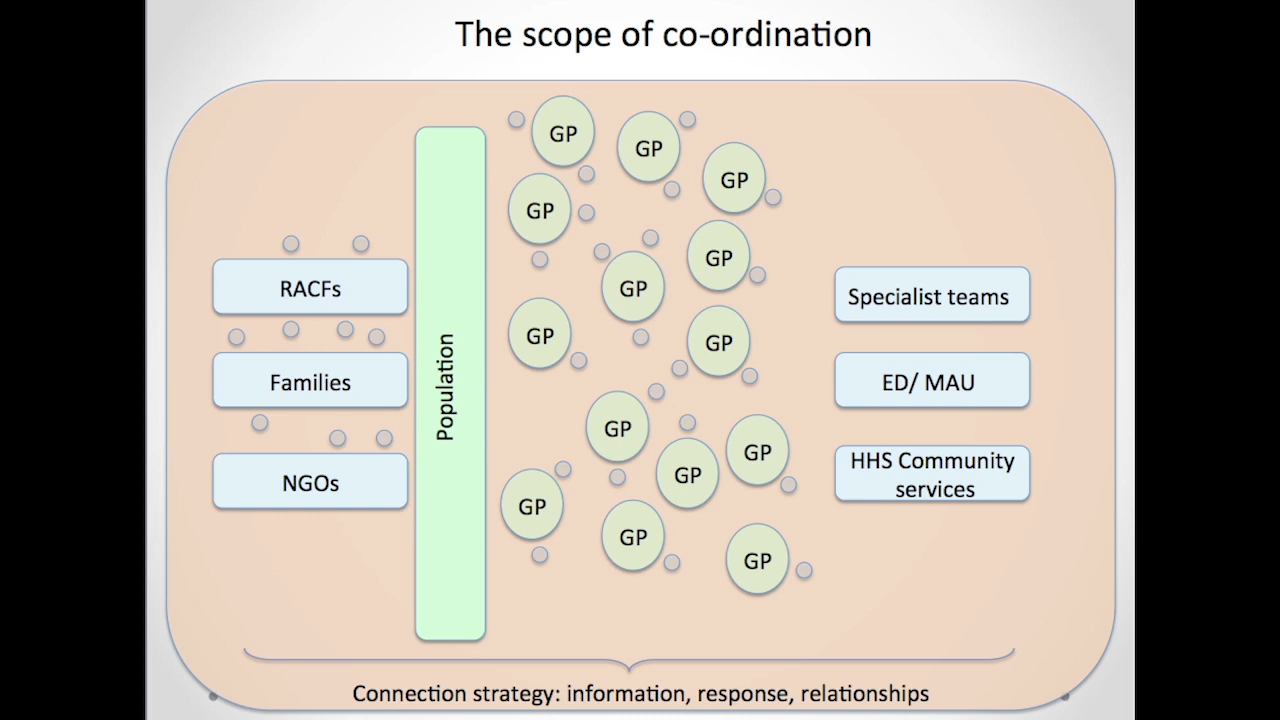 The scope of co-ordination
RACFs
Families
NGOs
Population
GP
GP
GP
GP
GP
GP
GP
GP
GP
GP
GP
GP
GP
GP
Specialist teams
ED/ MAU
HHS Community
services
Connection strategy: information, response, relationships